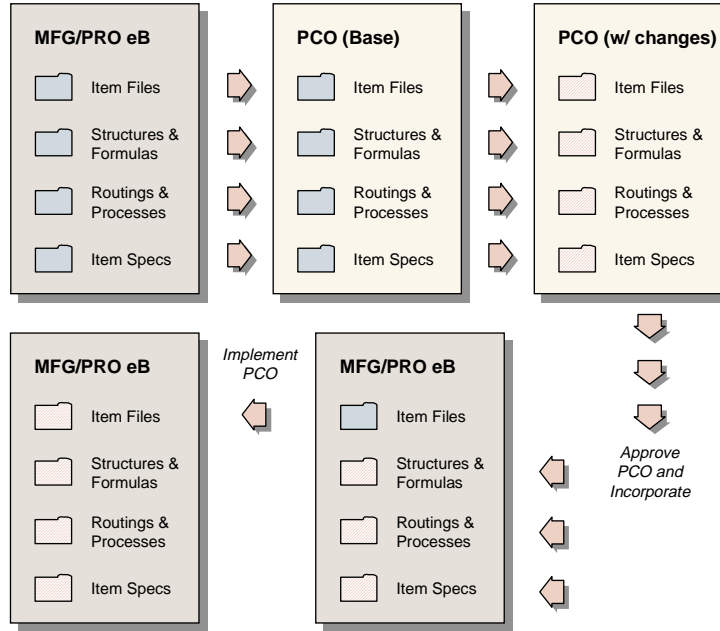 MFG/PRO eB
Item Files
Structures &
Formulas
Routings &
Processes
Item Specs
PCO (Base)
Item Files
Structures &
Formulas
Routings &
Processes
Item Specs
PCO (w/ changes)
Item Files
Structures &
Formulas
Routings &
Processes
Item Specs
Approve
PCO and
Incorporate
MFG/PRO eB
Item Files
Structures &
Formulas
Routings &
Processes
Item Specs
Implement
PCO
MFG/PRO eB
Item Files
Structures &
Formulas
Routings &
Processes
Item Specs